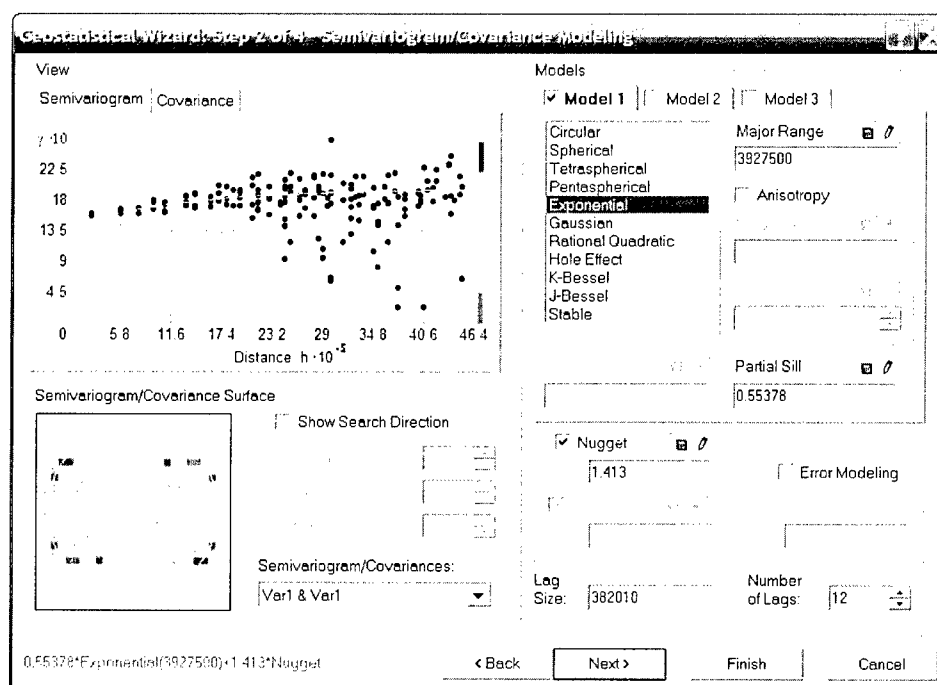 Geostatistical Wizard: Step 2 of 4 - Semivariogram/Covariance Modeling
View
Semivariogram
Covariance
γ ·10
22 5
18
13 5
9
4 5
0
5 8
11.6
17 4
23 2
29
34 8
40 6
46 4
Distance h ·10⁻⁵
Semivariogram/Covariance Surface
Show Search Direction
Semivariogram/Covariances:
Var1 & Var1
Models
Model 1
Model 2
Model 3
Circular
Spherical
Tetraspherical
Pentaspherical
Exponential
Gaussian
Rational Quadratic
Hole Effect
K-Bessel
J-Bessel
Stable
Major Range
3927500
Anisotropy
Partial Sill
0.55378
Nugget
1.413
Error Modeling
Lag Size:
382010
Number of Lags:
12
0.55378*Exponential(3927500)+1.413*Nugget
< Back
Next >
Finish
Cancel